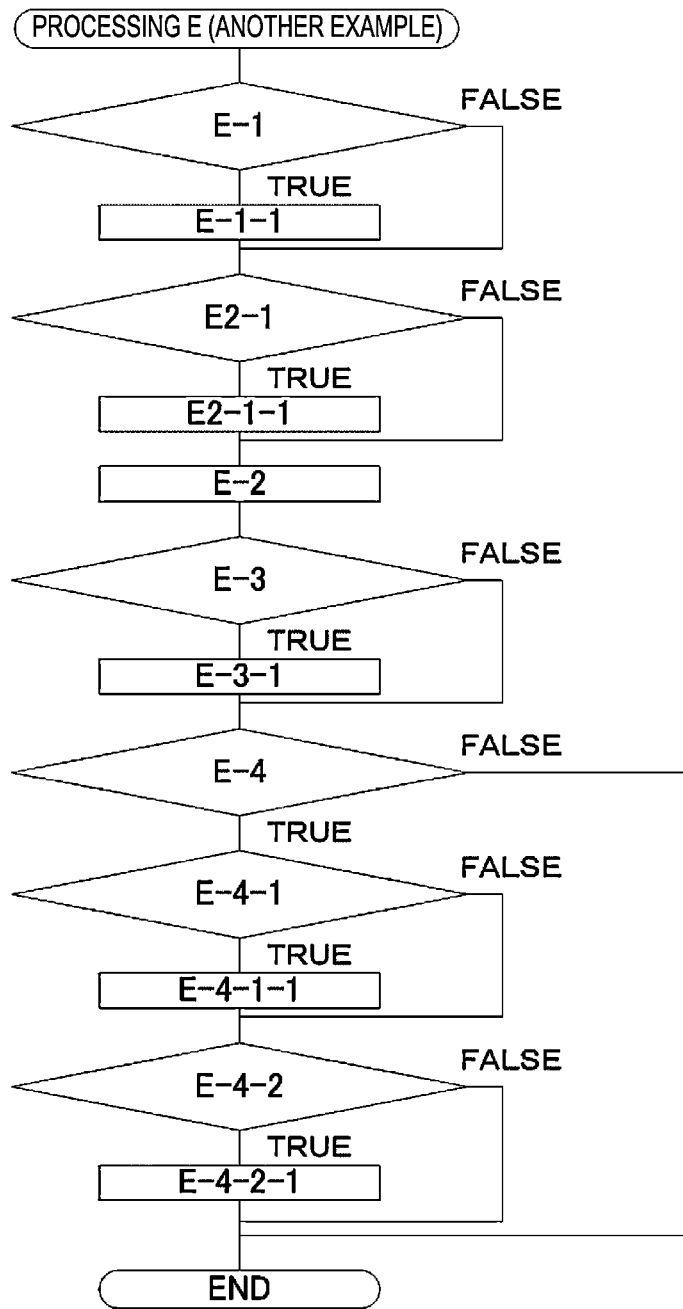 PROCESSING E (ANOTHER EXAMPLE)
FALSE
E-1
TRUE
E-1-1
FALSE
E2-1
TRUE
E2-1-1
E-2
FALSE
E-3
TRUE
E-3-1
FALSE
E-4
TRUE
FALSE
E-4-1
TRUE
E-4-1-1
FALSE
E-4-2
TRUE
E-4-2-1
END